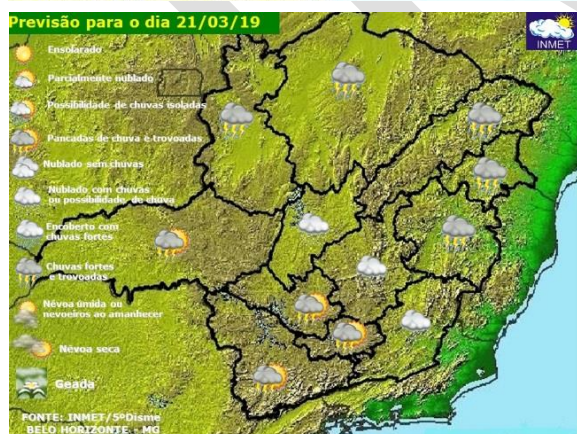 Previsão para o dia 21/03/19
INMET
Ensolarado
Parcialmente nublado
Possibilidade de chuvas isoladas
Pancadas de chuva e trovoadas
Nublado sem chuvas
Nublado com chuvas
ou possibilidade de chuva
Encoberto com
chuvas fortes
Chuvas fortes
e trovoadas
Névoa úmida ou
nevoeiros ao amanhecer
Névoa seca
Geada
FONTE: INMET/5ºDisme
BELO HORIZONTE - MG